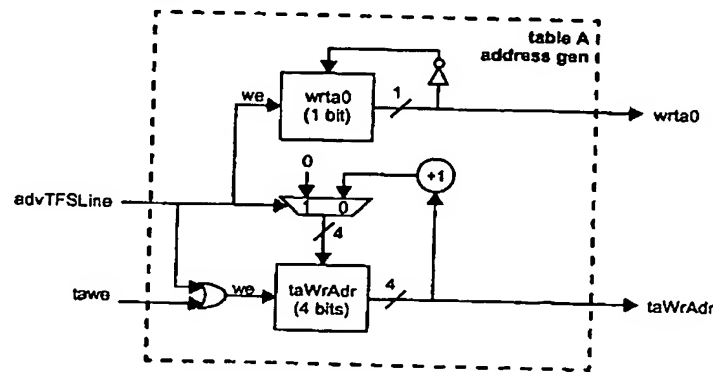 table A
address gen
we
wrta0
(1 bit)
1
wrta0
0
+1
advTFSLine
1 0
4
tawe
we
taWrAdr
(4 bits)
4
taWrAdr